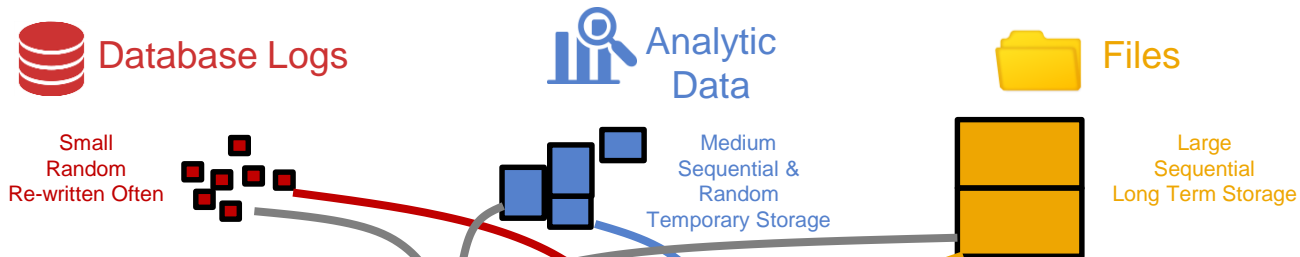 Database Logs
Analytic
Data
Files
Small
Random
Re-written Often
Medium
Sequential &
Random
Temporary Storage
Large
Sequential
Long Term Storage